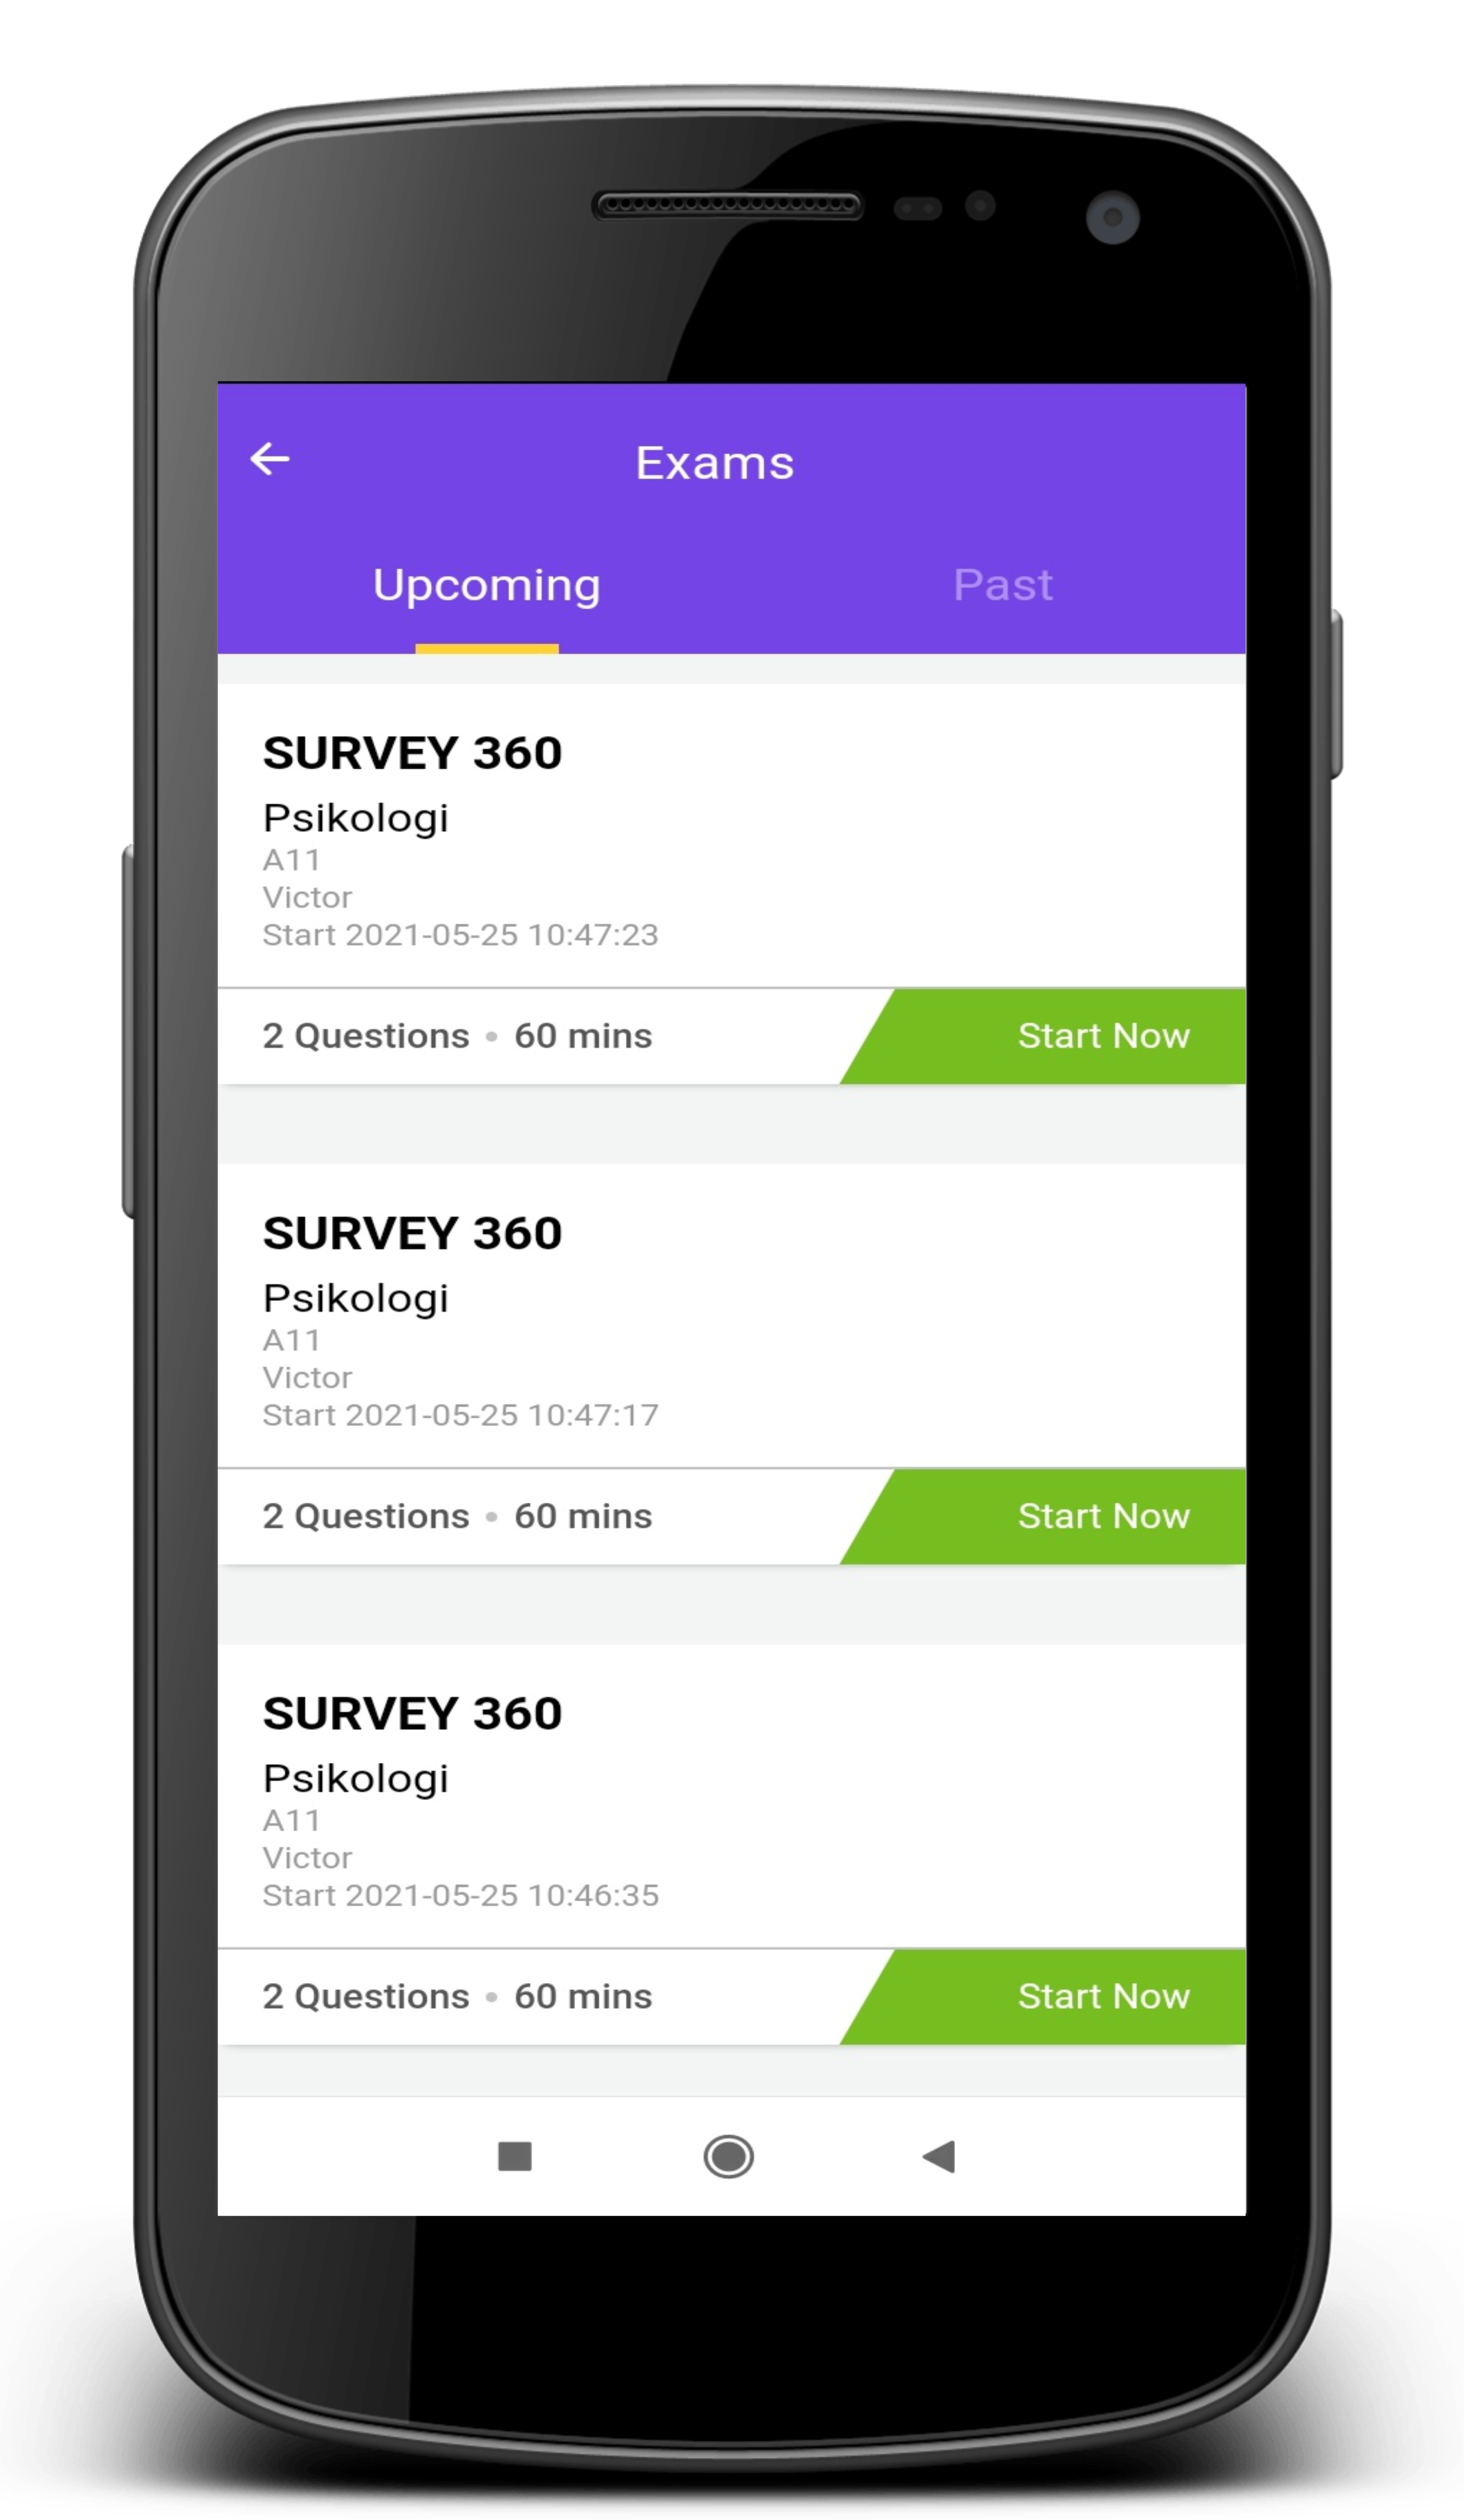 Exams
Upcoming Past
SURVEY 360
Psikologi
A11
Victor
Start 2021-05-25 10:47:23
2 Questions • 60 mins Start Now
SURVEY 360
Psikologi
A11
Victor
Start 2021-05-25 10:47:17
2 Questions • 60 mins Start Now
SURVEY 360
Psikologi
A11
Victor
Start 2021-05-25 10:46:35
2 Questions • 60 mins Start Now